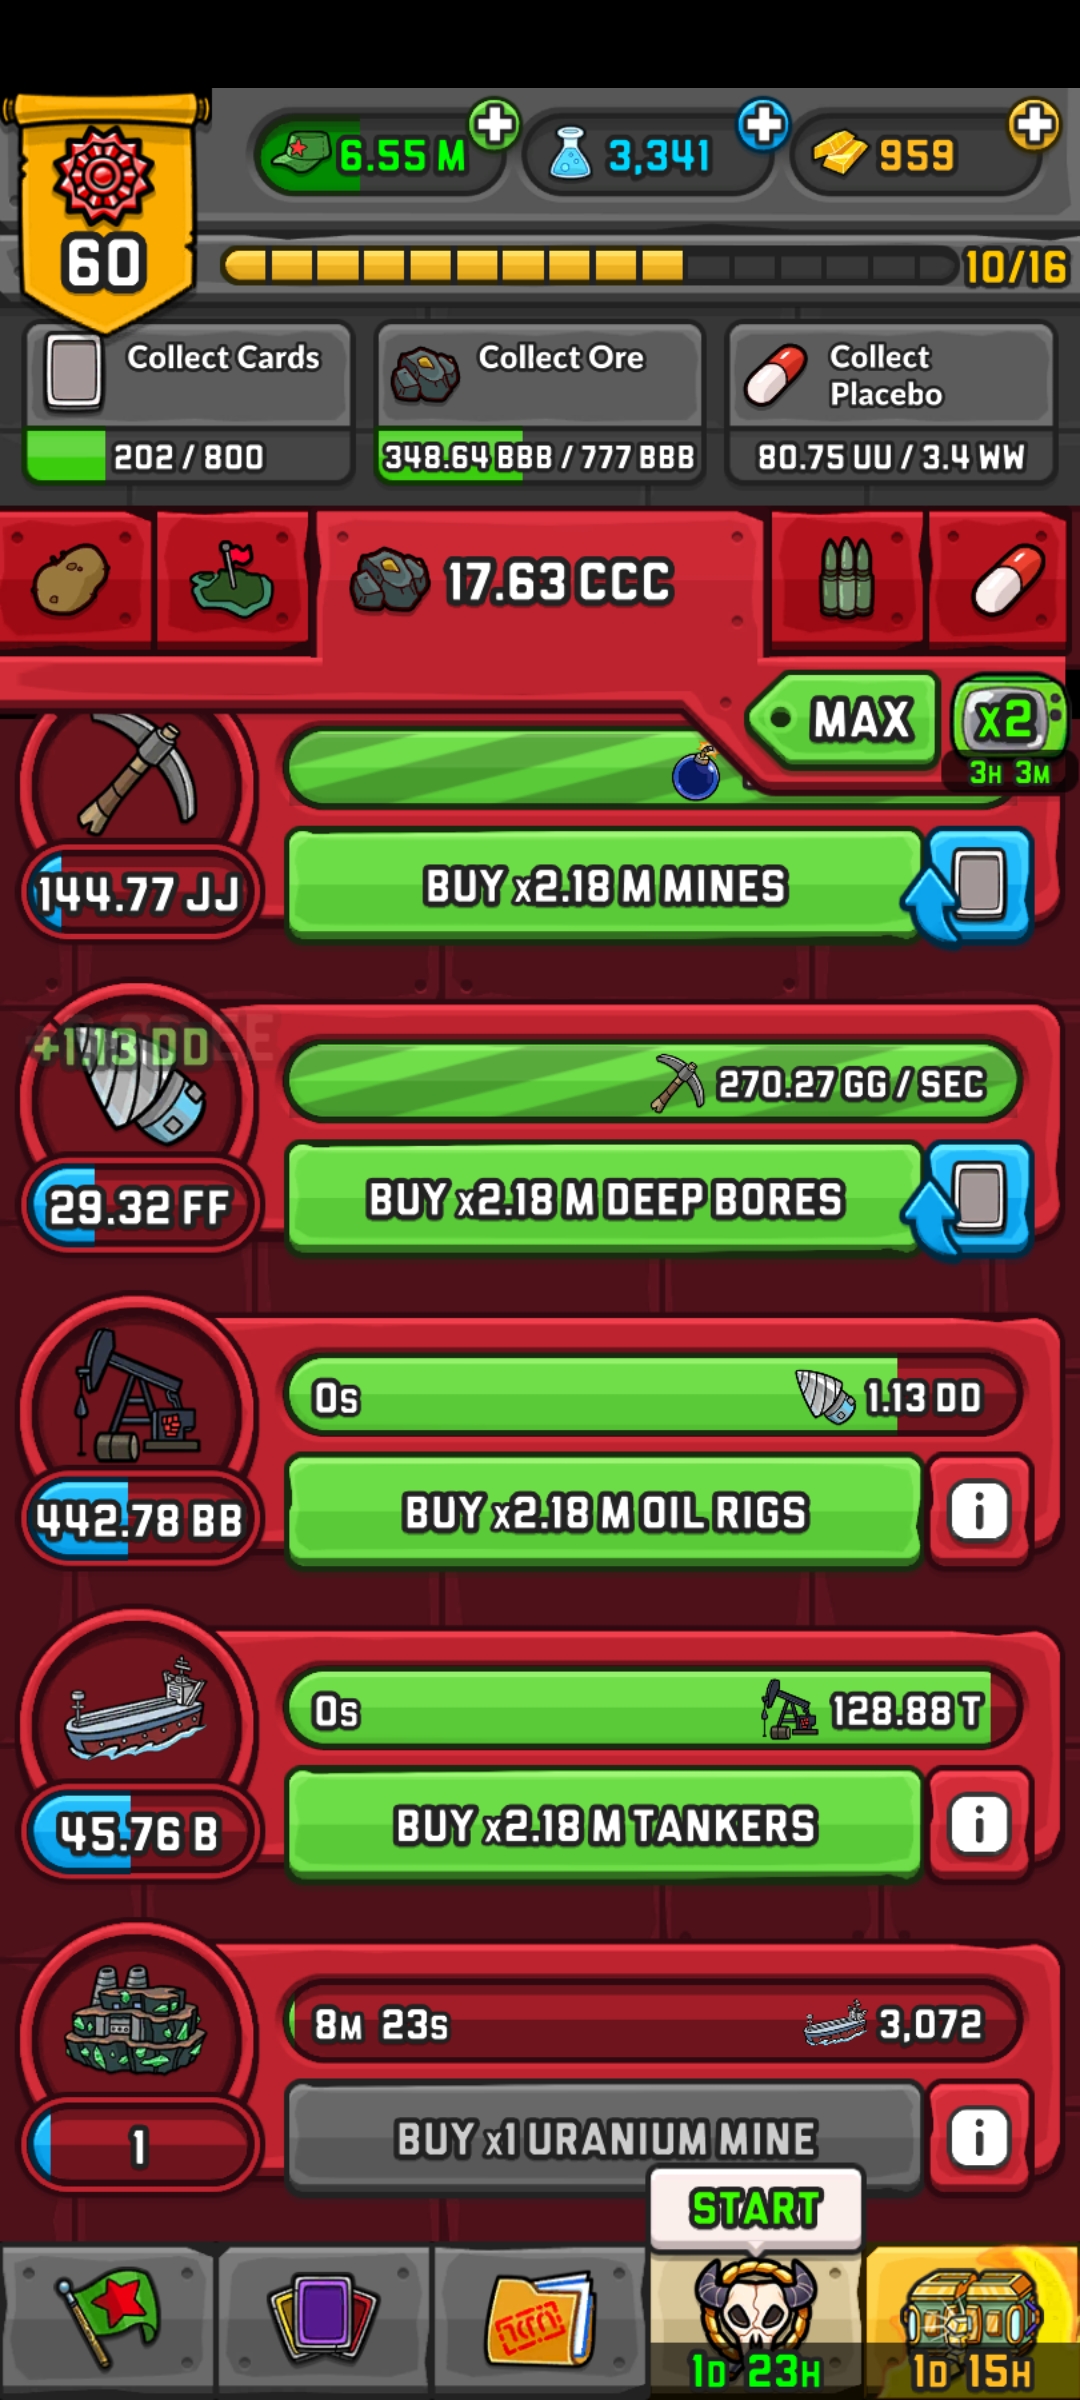 6.55 M
3,341
959
60
10/16
Collect Cards
202 / 800
Collect Ore
348.64 BBB / 777 BBB
Collect
Placebo
80.75 UU / 3.4 WW
17.63 CCC
MAX
x2
3H 3M
144.77 JJ
BUY x2.18 M MINES
+1.13 DD
270.27 GG / SEC
29.32 FF
BUY x2.18 M DEEP BORES
0s
1.13 DD
442.78 BB
BUY x2.18 M OIL RIGS
i
0s
128.88 T
45.76 B
BUY x2.18 M TANKERS
i
8M 23s
3,072
1
BUY x1 URANIUM MINE
i
START
1D 23H
1D 15H